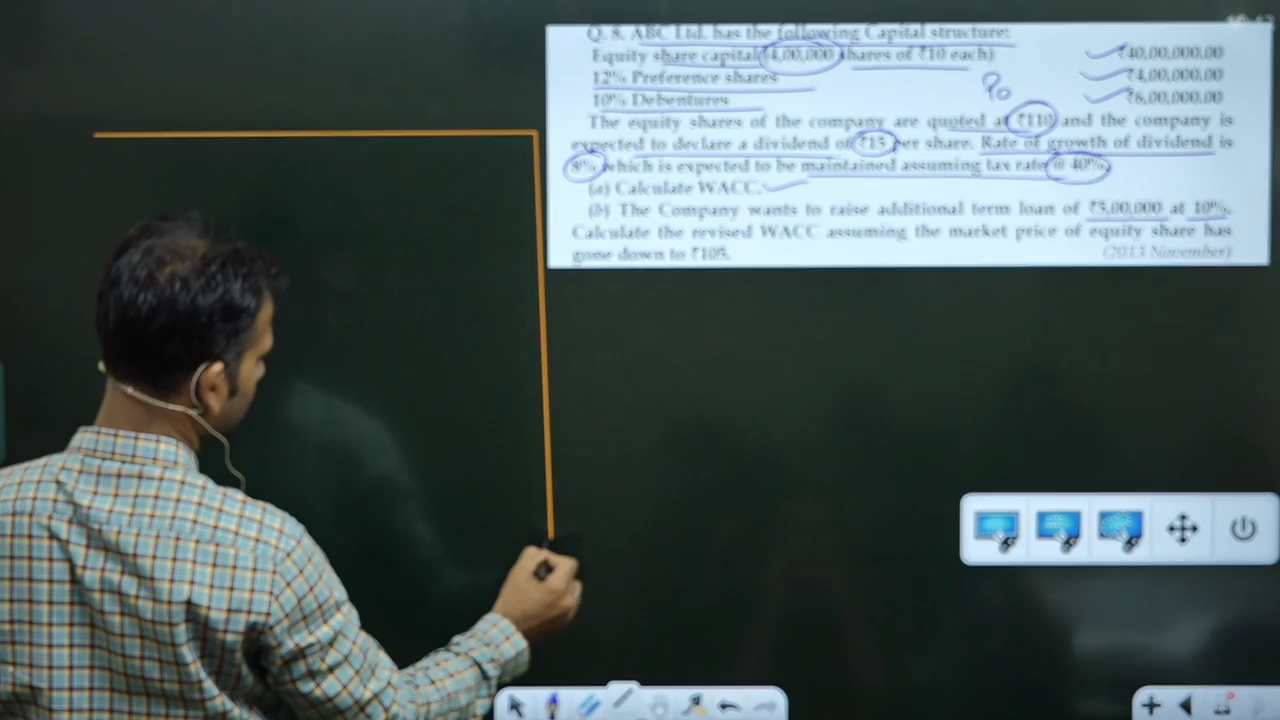 Q. 8. ABC Ltd. has the following Capital structure:
Equity share capital (4,00,000 shares of ₹10 each) ₹40,00,000.00
12% Preference shares ₹4,00,000.00
10% Debentures ₹6,00,000.00
P0
The equity shares of the company are quoted at ₹110 and the company is
expected to declare a dividend of ₹15 per share. Rate of growth of dividend is
8% which is expected to be maintained assuming tax rate @ 40%.
(a) Calculate WACC.
(b) The Company wants to raise additional term loan of ₹5,00,000 at 10%.
Calculate the revised WACC assuming the market price of equity share has
gone down to ₹105.
(2013 November)